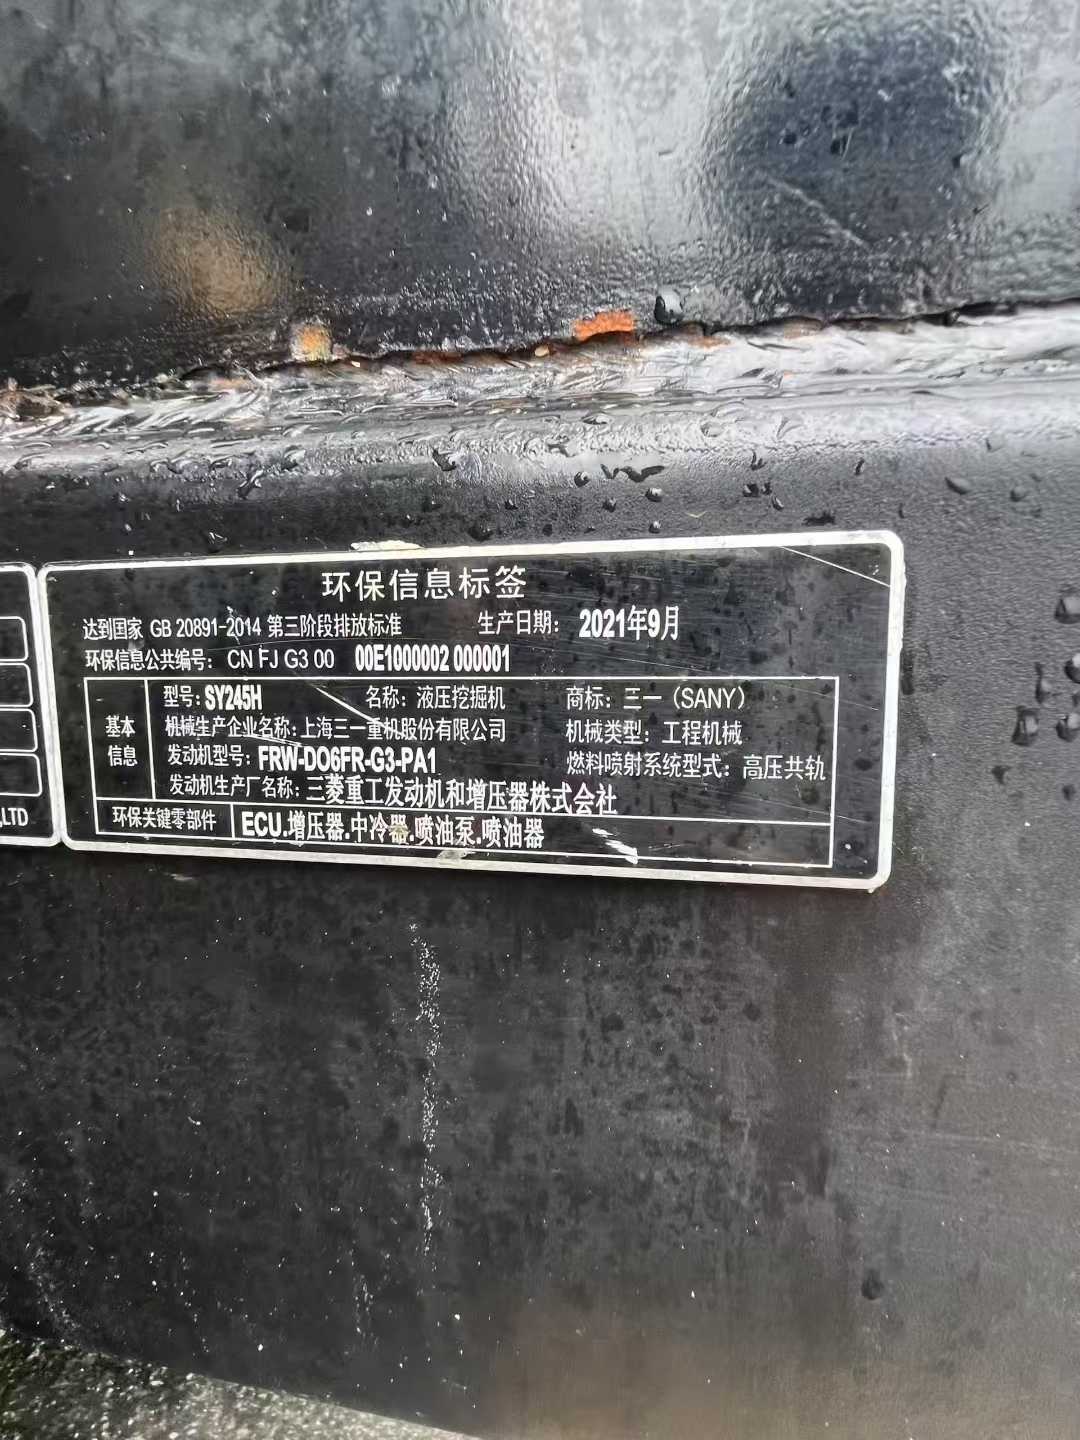 环保信息标签
达到国家 GB 20891-2014 第三阶段排放标准 生产日期： 2021年9月
环保信息公共编号： CN FJ G3 00 00E1000002 000001
基本信息
型号：SY245H 名称：液压挖掘机 商标：三一（SANY）
机械生产企业名称：上海三一重机股份有限公司 机械类型：工程机械
发动机型号：FRW-DO6FR-G3-PA1 燃料喷射系统型式：高压共轨
发动机生产厂名称：三菱重工发动机和增压器株式会社
环保关键零部件 ECU.增压器.中冷器.喷油泵.喷油器
,LTD